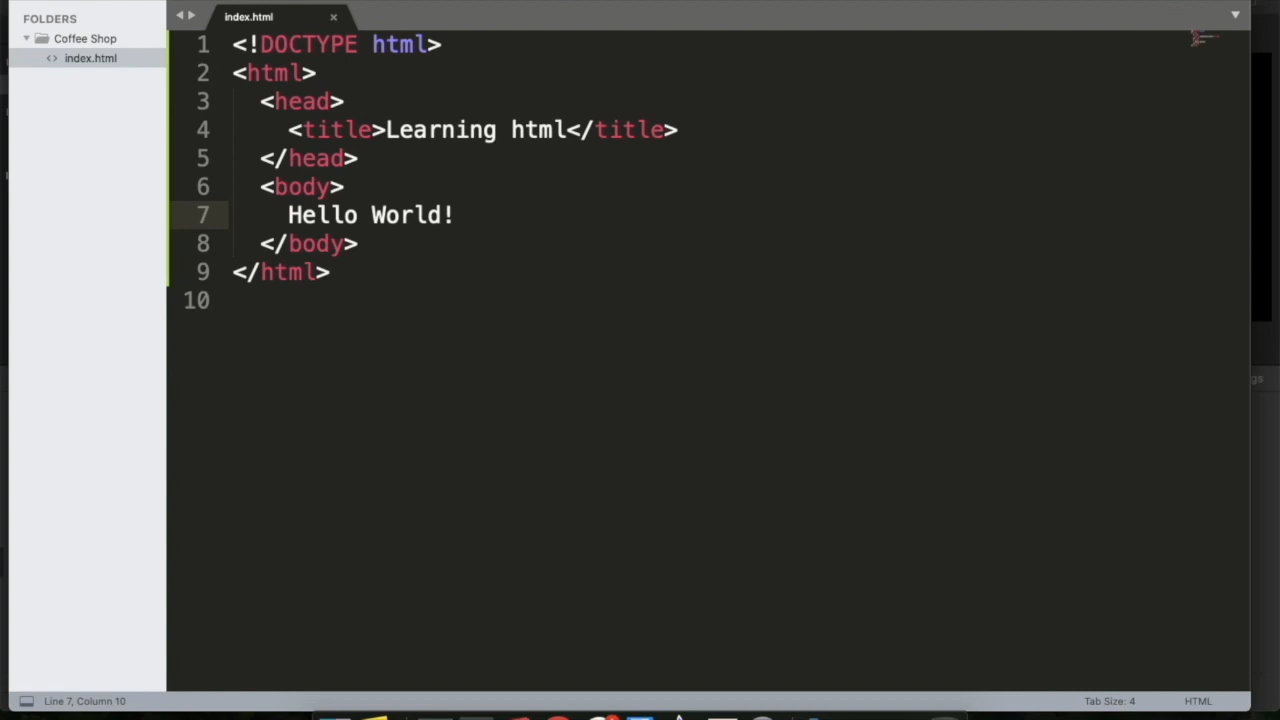 FOLDERS
Coffee Shop
<> index.html
index.html
1 <!DOCTYPE html>
2 <html>
3 <head>
4 <title>Learning html</title>
5 </head>
6 <body>
7 Hello World!
8 </body>
9 </html>
10
gs
Line 7, Column 10
Tab Size: 4
HTML